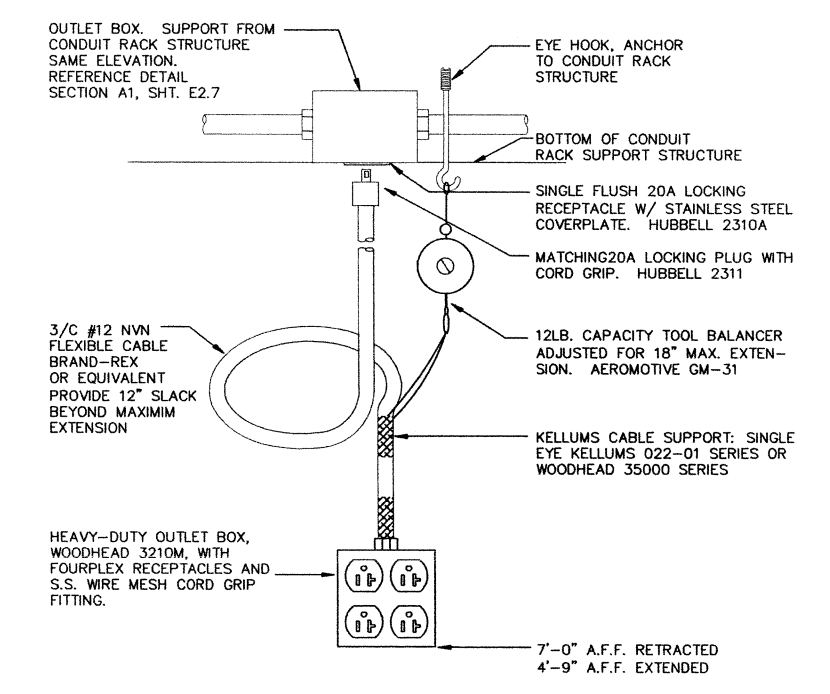 OUTLET BOX. SUPPORT FROM
CONDUIT RACK STRUCTURE
SAME ELEVATION.
REFERENCE DETAIL
SECTION A1, SHT. E2.7
EYE HOOK, ANCHOR
TO CONDUIT RACK
STRUCTURE
BOTTOM OF CONDUIT
RACK SUPPORT STRUCTURE
SINGLE FLUSH 20A LOCKING
RECEPTACLE W/ STAINLESS STEEL
COVERPLATE. HUBBELL 2310A
MATCHING20A LOCKING PLUG WITH
CORD GRIP. HUBBELL 2311
3/C #12 NVN
FLEXIBLE CABLE
BRAND-REX
OR EQUIVALENT
PROVIDE 12" SLACK
BEYOND MAXIMIM
EXTENSION
12LB. CAPACITY TOOL BALANCER
ADJUSTED FOR 18" MAX. EXTEN-
SION. AEROMOTIVE GM-31
KELLUMS CABLE SUPPORT: SINGLE
EYE KELLUMS 022-01 SERIES OR
WOODHEAD 35000 SERIES
HEAVY-DUTY OUTLET BOX,
WOODHEAD 3210M, WITH
FOURPLEX RECEPTACLES AND
S.S. WIRE MESH CORD GRIP
FITTING.
7'-0" A.F.F. RETRACTED
4'-9" A.F.F. EXTENDED